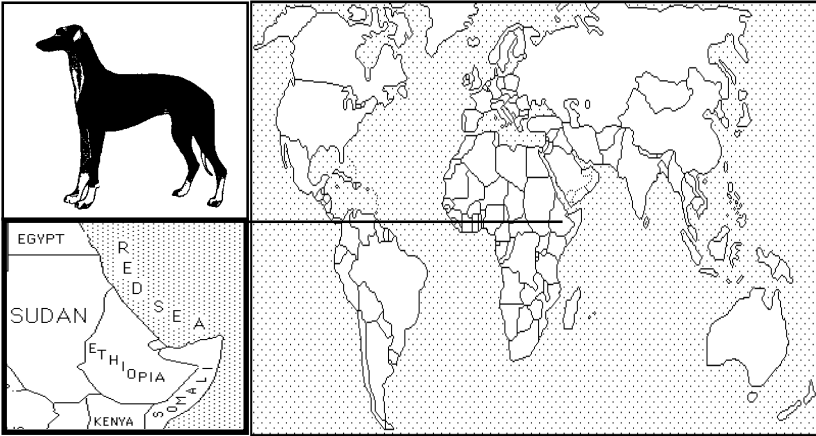 EGYPT
RED SEA
SUDAN
ETHIOPIA
SOMALI
KENYA